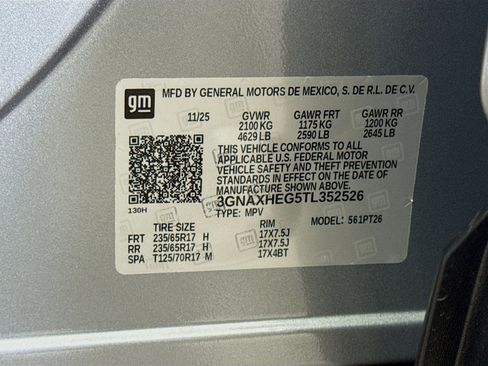 gm
MFD BY GENERAL MOTORS DE MEXICO, S. DE R.L. DE C.V.
11/25 GVWR GAWR FRT GAWR RR
2100 KG 1175 KG 1200 KG
4629 LB 2590 LB 2645 LB
THIS VEHICLE CONFORMS TO ALL
APPLICABLE U.S. FEDERAL MOTOR
VEHICLE SAFETY AND THEFT PREVENTION
STANDARDS IN EFFECT ON THE DATE OF
MANUFACTURE SHOWN ABOVE.
3GNAXHEG5TL352526
130H
TYPE: MPV MODEL: 561PT26
TIRE SIZE RIM
FRT 235/65R17 H 17X7.5J
RR 235/65R17 H 17X7.5J
SPA T125/70R17 M 17X4BT